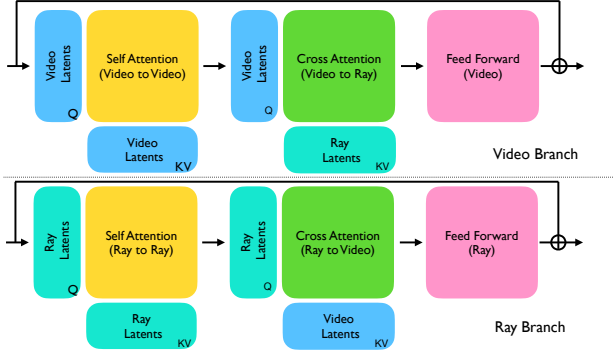 Video
Latents
Q
Self Attention
(Video to Video)
Video
Latents
KV
Video
Latents
Q
Cross Attention
(Video to Ray)
Ray
Latents
KV
Feed Forward
(Video)
Video Branch
Ray
Latents
Q
Self Attention
(Ray to Ray)
Ray
Latents
KV
Ray
Latents
Q
Cross Attention
(Ray to Video)
Video
Latents
KV
Feed Forward
(Ray)
Ray Branch